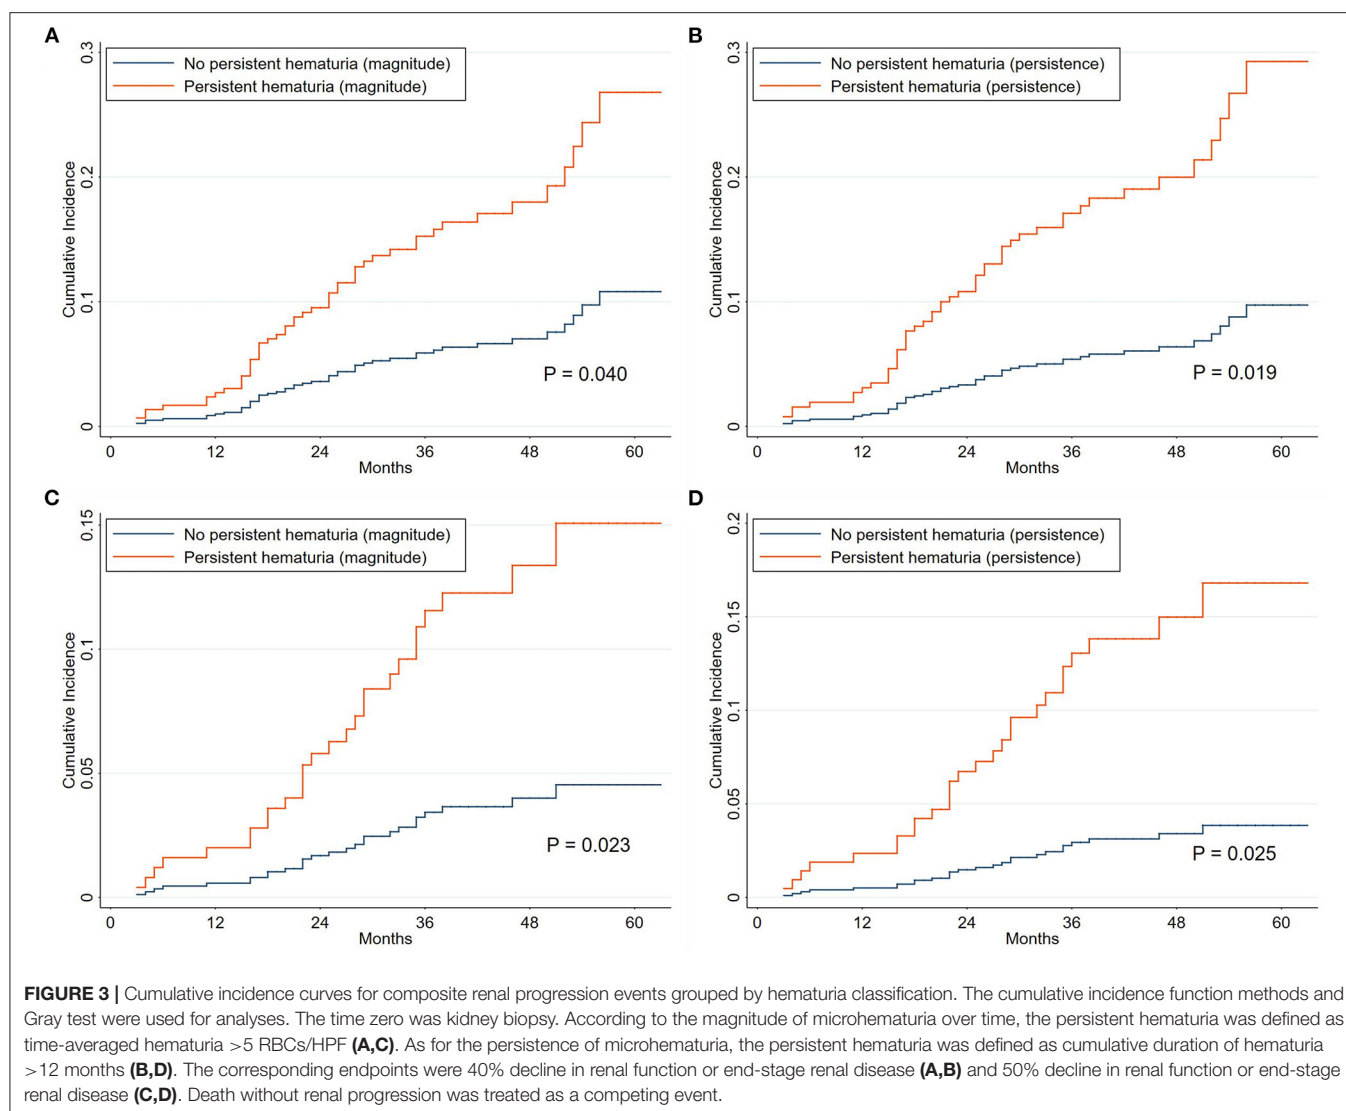 A
No persistent hematuria (magnitude)
Persistent hematuria (magnitude)
Cumulative Incidence
0 0.1 0.2 0.3
P = 0.040
0 12 24 36 48 60
Months
B
No persistent hematuria (persistence)
Persistent hematuria (persistence)
Cumulative Incidence
0 0.1 0.2 0.3
P = 0.019
0 12 24 36 48 60
Months
C
No persistent hematuria (magnitude)
Persistent hematuria (magnitude)
Cumulative Incidence
0 0.05 0.1 0.15
P = 0.023
0 12 24 36 48 60
Months
D
No persistent hematuria (persistence)
Persistent hematuria (persistence)
Cumulative Incidence
0 0.05 0.1 0.15 0.2
P = 0.025
0 12 24 36 48 60
Months
FIGURE 3 | Cumulative incidence curves for composite renal progression events grouped by hematuria classification. The cumulative incidence function methods and
Gray test were used for analyses. The time zero was kidney biopsy. According to the magnitude of microhematuria over time, the persistent hematuria was defined as
time-averaged hematuria >5 RBCs/HPF (A,C). As for the persistence of microhematuria, the persistent hematuria was defined as cumulative duration of hematuria
>12 months (B,D). The corresponding endpoints were 40% decline in renal function or end-stage renal disease (A,B) and 50% decline in renal function or end-stage
renal disease (C,D). Death without renal progression was treated as a competing event.